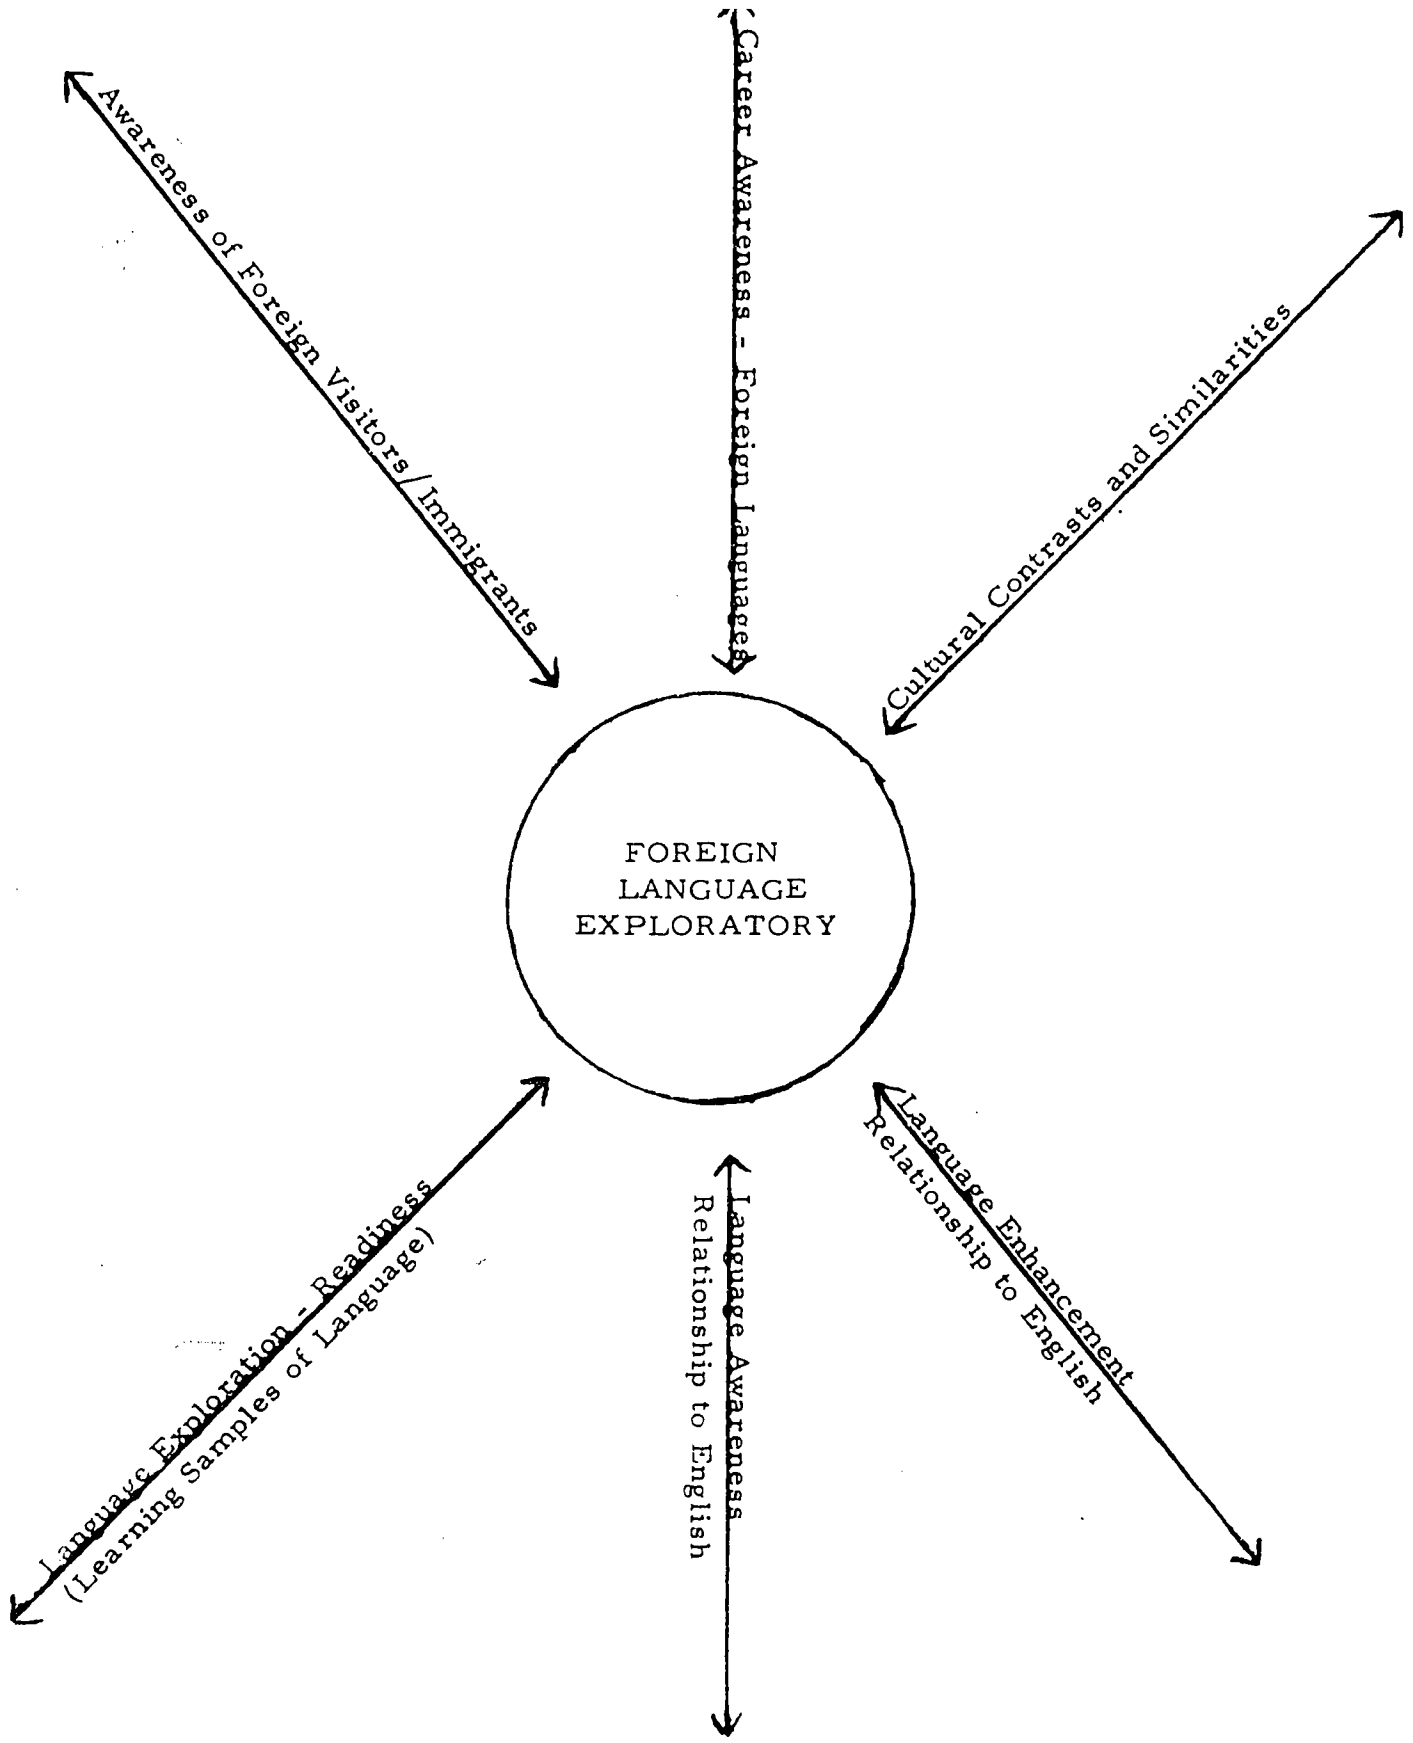 Career Awareness - Foreign Languages
Awareness of Foreign Visitors/Immigrants
Cultural Contrasts and Similarities
FOREIGN
LANGUAGE
EXPLORATORY
Language Exploration - Readiness
(Learning Samples of Language)
Language Awareness
Relationship to English
Language Enhancement
Relationship to English